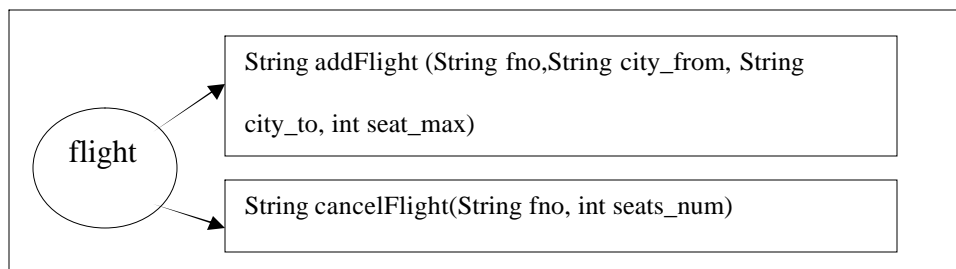 String addFlight (String fno,String city_from, String
city_to, int seat_max)
flight
String cancelFlight(String fno, int seats_num)